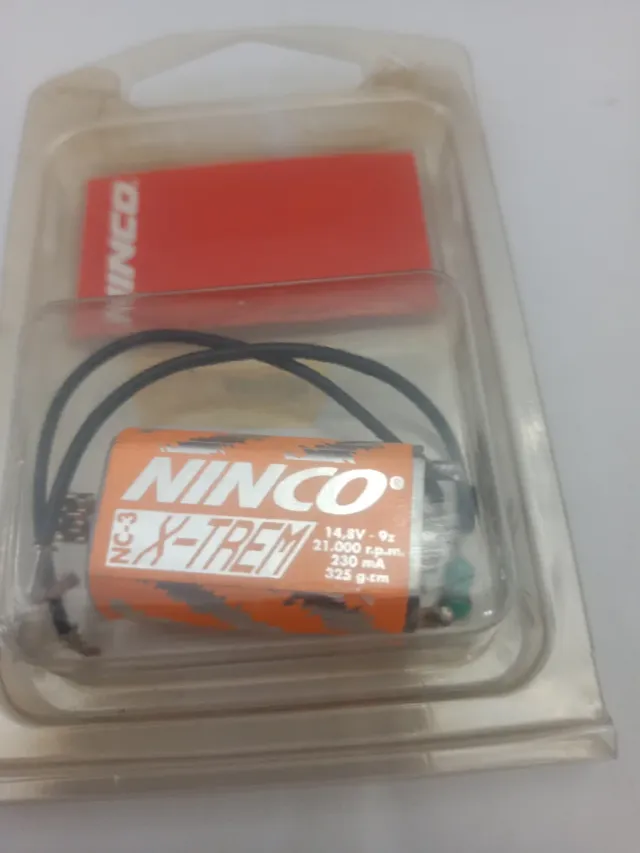 NINCO
NINCO®
NC-3
X-TREM
14,8V - 9z
21.000 r.p.m.
230 mA
325 g.cm